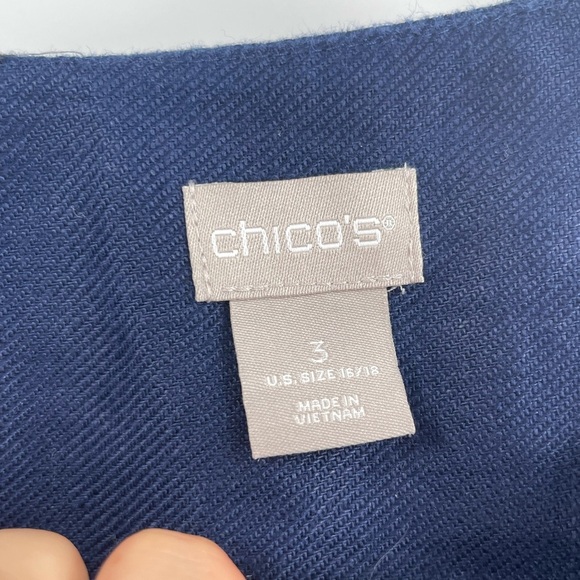 chico's®
3
U.S. SIZE 16/18
MADE IN
VIETNAM